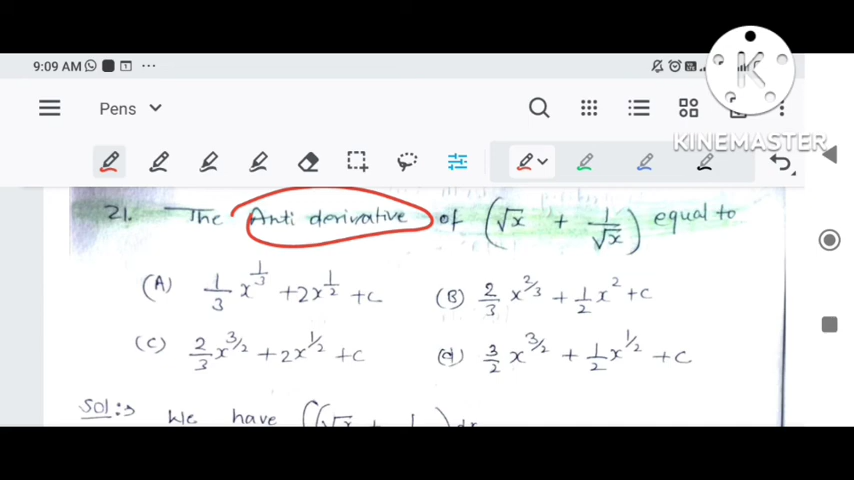 9:09 AM
Pens
K
KINEMASTER
21. The Anti derivative of (√x + 1/√x) equal to
(A) 1/3 x^1/3 + 2x^1/2 + c (B) 2/3 x^2/3 + 1/2 x^2 + c
(C) 2/3 x^3/2 + 2x^1/2 + c (d) 3/2 x^3/2 + 1/2 x^1/2 + c
Sol:→ We have ∫(√x + 1 ) dx